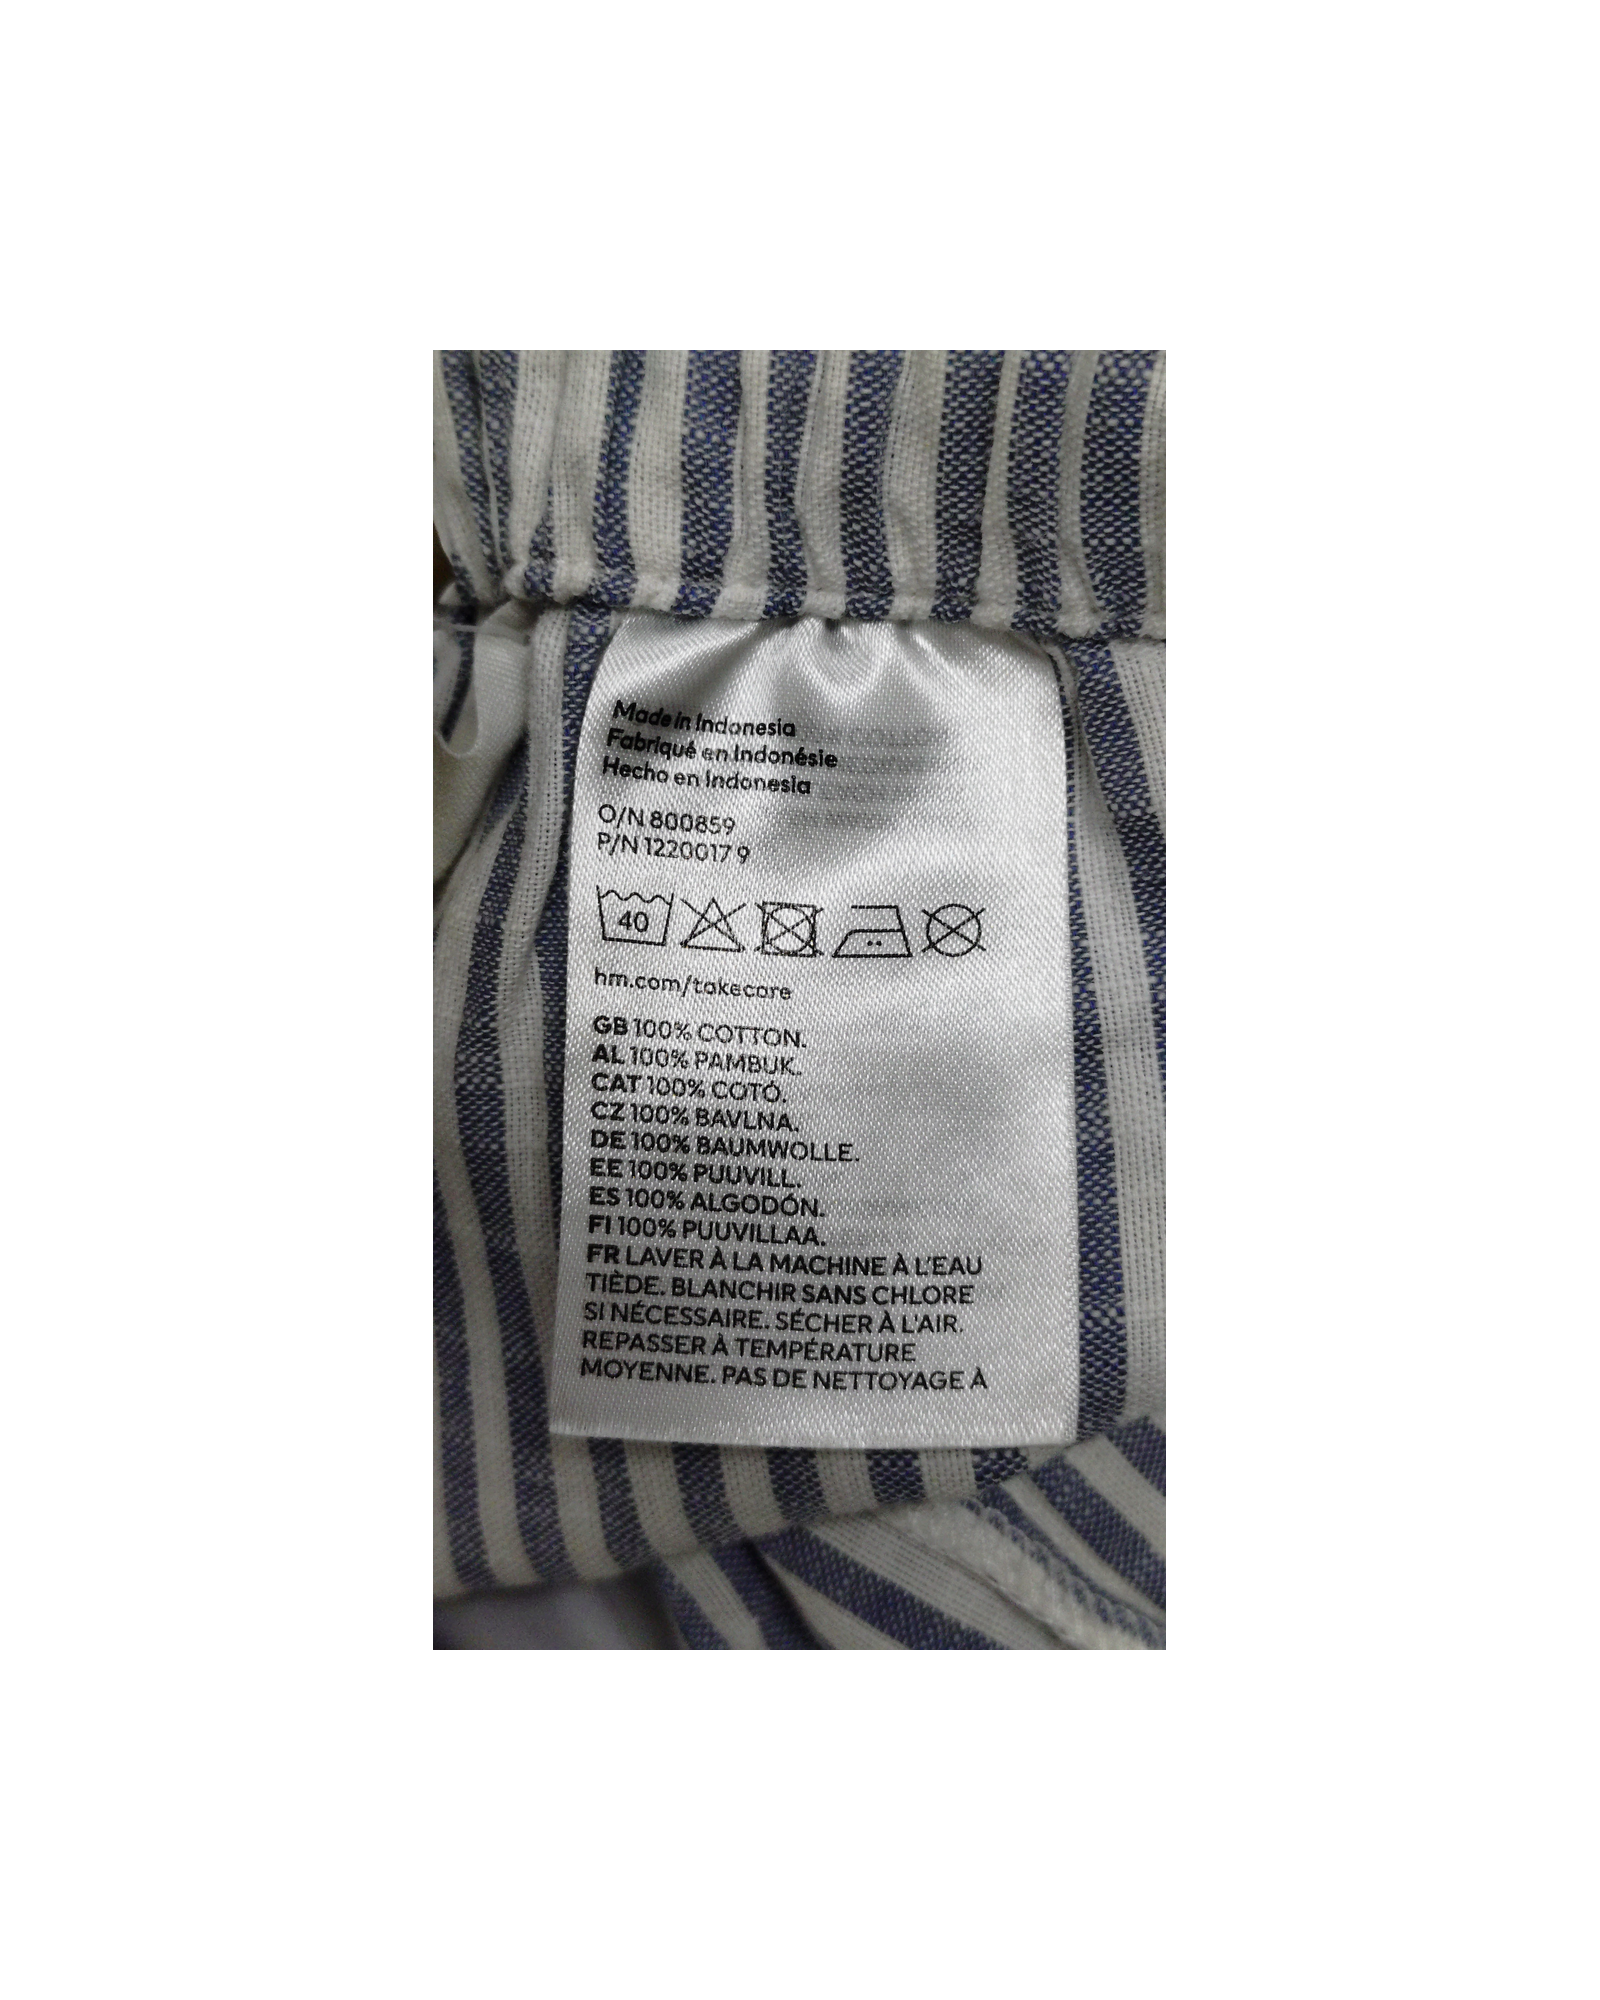 Made in Indonesia
Fabriqué en Indonésie
Hecho en Indonesia
O/N 800859
P/N 1220017 9
40
hm.com/takecare
GB 100% COTTON.
AL 100% PAMBUK.
CAT 100% COTÓ.
CZ 100% BAVLNA.
DE 100% BAUMWOLLE.
EE 100% PUUVILL.
ES 100% ALGODÓN.
FI 100% PUUVILLAA.
FR LAVER À LA MACHINE À L'EAU
TIÈDE. BLANCHIR SANS CHLORE
SI NÉCESSAIRE. SÉCHER À L'AIR.
REPASSER À TEMPÉRATURE
MOYENNE. PAS DE NETTOYAGE À